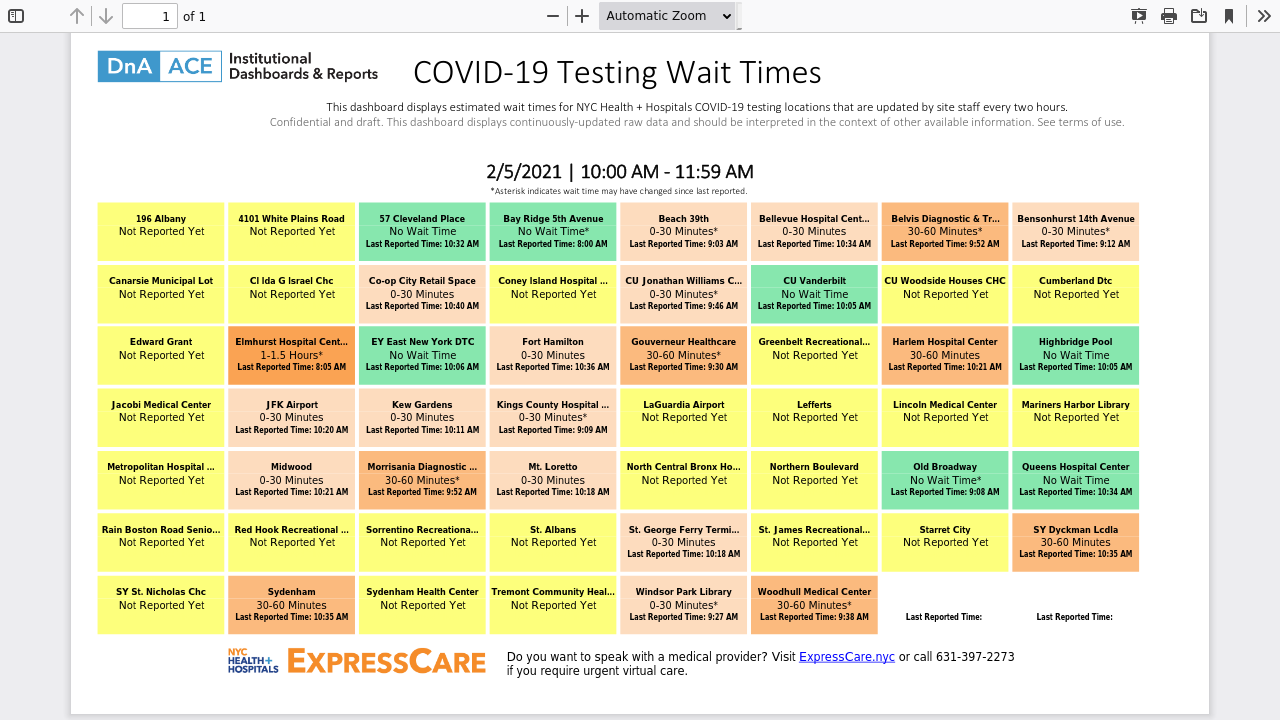 1 of 1 Automatic Zoom
DnA ACE Institutional
Dashboards & Reports
COVID-19 Testing Wait Times
This dashboard displays estimated wait times for NYC Health + Hospitals COVID-19 testing locations that are updated by site staff every two hours.
Confidential and draft. This dashboard displays continuously-updated raw data and should be interpreted in the context of other available information. See terms of use.
2/5/2021 | 10:00 AM - 11:59 AM
*Asterisk indicates wait time may have changed since last reported.
196 Albany
Not Reported Yet
4101 White Plains Road
Not Reported Yet
57 Cleveland Place
No Wait Time
Last Reported Time: 10:32 AM
Bay Ridge 5th Avenue
No Wait Time*
Last Reported Time: 8:00 AM
Beach 39th
0-30 Minutes*
Last Reported Time: 9:03 AM
Bellevue Hospital Cent...
0-30 Minutes
Last Reported Time: 10:34 AM
Belvis Diagnostic & Tr...
30-60 Minutes*
Last Reported Time: 9:52 AM
Bensonhurst 14th Avenue
0-30 Minutes*
Last Reported Time: 9:12 AM
Canarsie Municipal Lot
Not Reported Yet
CI Ida G Israel Chc
Not Reported Yet
Co-op City Retail Space
0-30 Minutes
Last Reported Time: 10:40 AM
Coney Island Hospital ...
Not Reported Yet
CU Jonathan Williams C...
0-30 Minutes*
Last Reported Time: 9:46 AM
CU Vanderbilt
No Wait Time
Last Reported Time: 10:05 AM
CU Woodside Houses CHC
Not Reported Yet
Cumberland Dtc
Not Reported Yet
Edward Grant
Not Reported Yet
Elmhurst Hospital Cent...
1-1.5 Hours*
Last Reported Time: 8:05 AM
EY East New York DTC
No Wait Time
Last Reported Time: 10:06 AM
Fort Hamilton
0-30 Minutes
Last Reported Time: 10:36 AM
Gouverneur Healthcare
30-60 Minutes*
Last Reported Time: 9:30 AM
Greenbelt Recreational...
Not Reported Yet
Harlem Hospital Center
30-60 Minutes
Last Reported Time: 10:21 AM
Highbridge Pool
No Wait Time
Last Reported Time: 10:05 AM
Jacobi Medical Center
Not Reported Yet
JFK Airport
0-30 Minutes
Last Reported Time: 10:20 AM
Kew Gardens
0-30 Minutes
Last Reported Time: 10:11 AM
Kings County Hospital ...
0-30 Minutes*
Last Reported Time: 9:09 AM
LaGuardia Airport
Not Reported Yet
Lefferts
Not Reported Yet
Lincoln Medical Center
Not Reported Yet
Mariners Harbor Library
Not Reported Yet
Metropolitan Hospital ...
Not Reported Yet
Midwood
0-30 Minutes
Last Reported Time: 10:21 AM
Morrisania Diagnostic ...
30-60 Minutes*
Last Reported Time: 9:52 AM
Mt. Loretto
0-30 Minutes
Last Reported Time: 10:18 AM
North Central Bronx Ho...
Not Reported Yet
Northern Boulevard
Not Reported Yet
Old Broadway
No Wait Time*
Last Reported Time: 9:08 AM
Queens Hospital Center
No Wait Time
Last Reported Time: 10:34 AM
Rain Boston Road Senio...
Not Reported Yet
Red Hook Recreational ...
Not Reported Yet
Sorrentino Recreationa...
Not Reported Yet
St. Albans
Not Reported Yet
St. George Ferry Termi...
0-30 Minutes
Last Reported Time: 10:18 AM
St. James Recreational...
Not Reported Yet
Starret City
Not Reported Yet
SY Dyckman Lcdla
30-60 Minutes
Last Reported Time: 10:35 AM
SY St. Nicholas Chc
Not Reported Yet
Sydenham
30-60 Minutes
Last Reported Time: 10:35 AM
Sydenham Health Center
Not Reported Yet
Tremont Community Heal...
Not Reported Yet
Windsor Park Library
0-30 Minutes*
Last Reported Time: 9:27 AM
Woodhull Medical Center
30-60 Minutes*
Last Reported Time: 9:38 AM
Last Reported Time:
Last Reported Time:
NYC
HEALTH+
HOSPITALS
EXPRESSCARE
Do you want to speak with a medical provider? Visit ExpressCare.nyc or call 631-397-2273
if you require urgent virtual care.